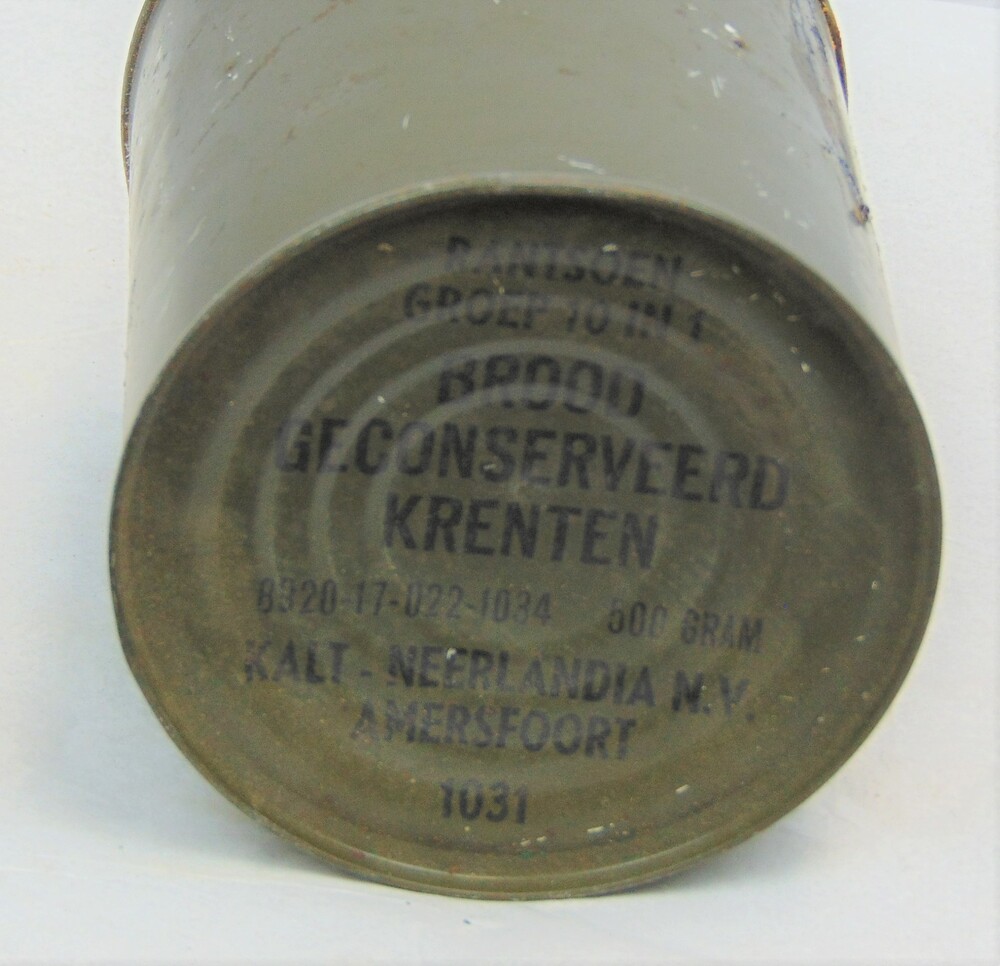 RANTSOEN
GROEP 10 IN 1
BROOD
GECONSERVEERD
KRENTEN
8920-17-022-1034 500 GRAM
KALT - NEERLANDIA N.V.
AMERSFOORT
1031